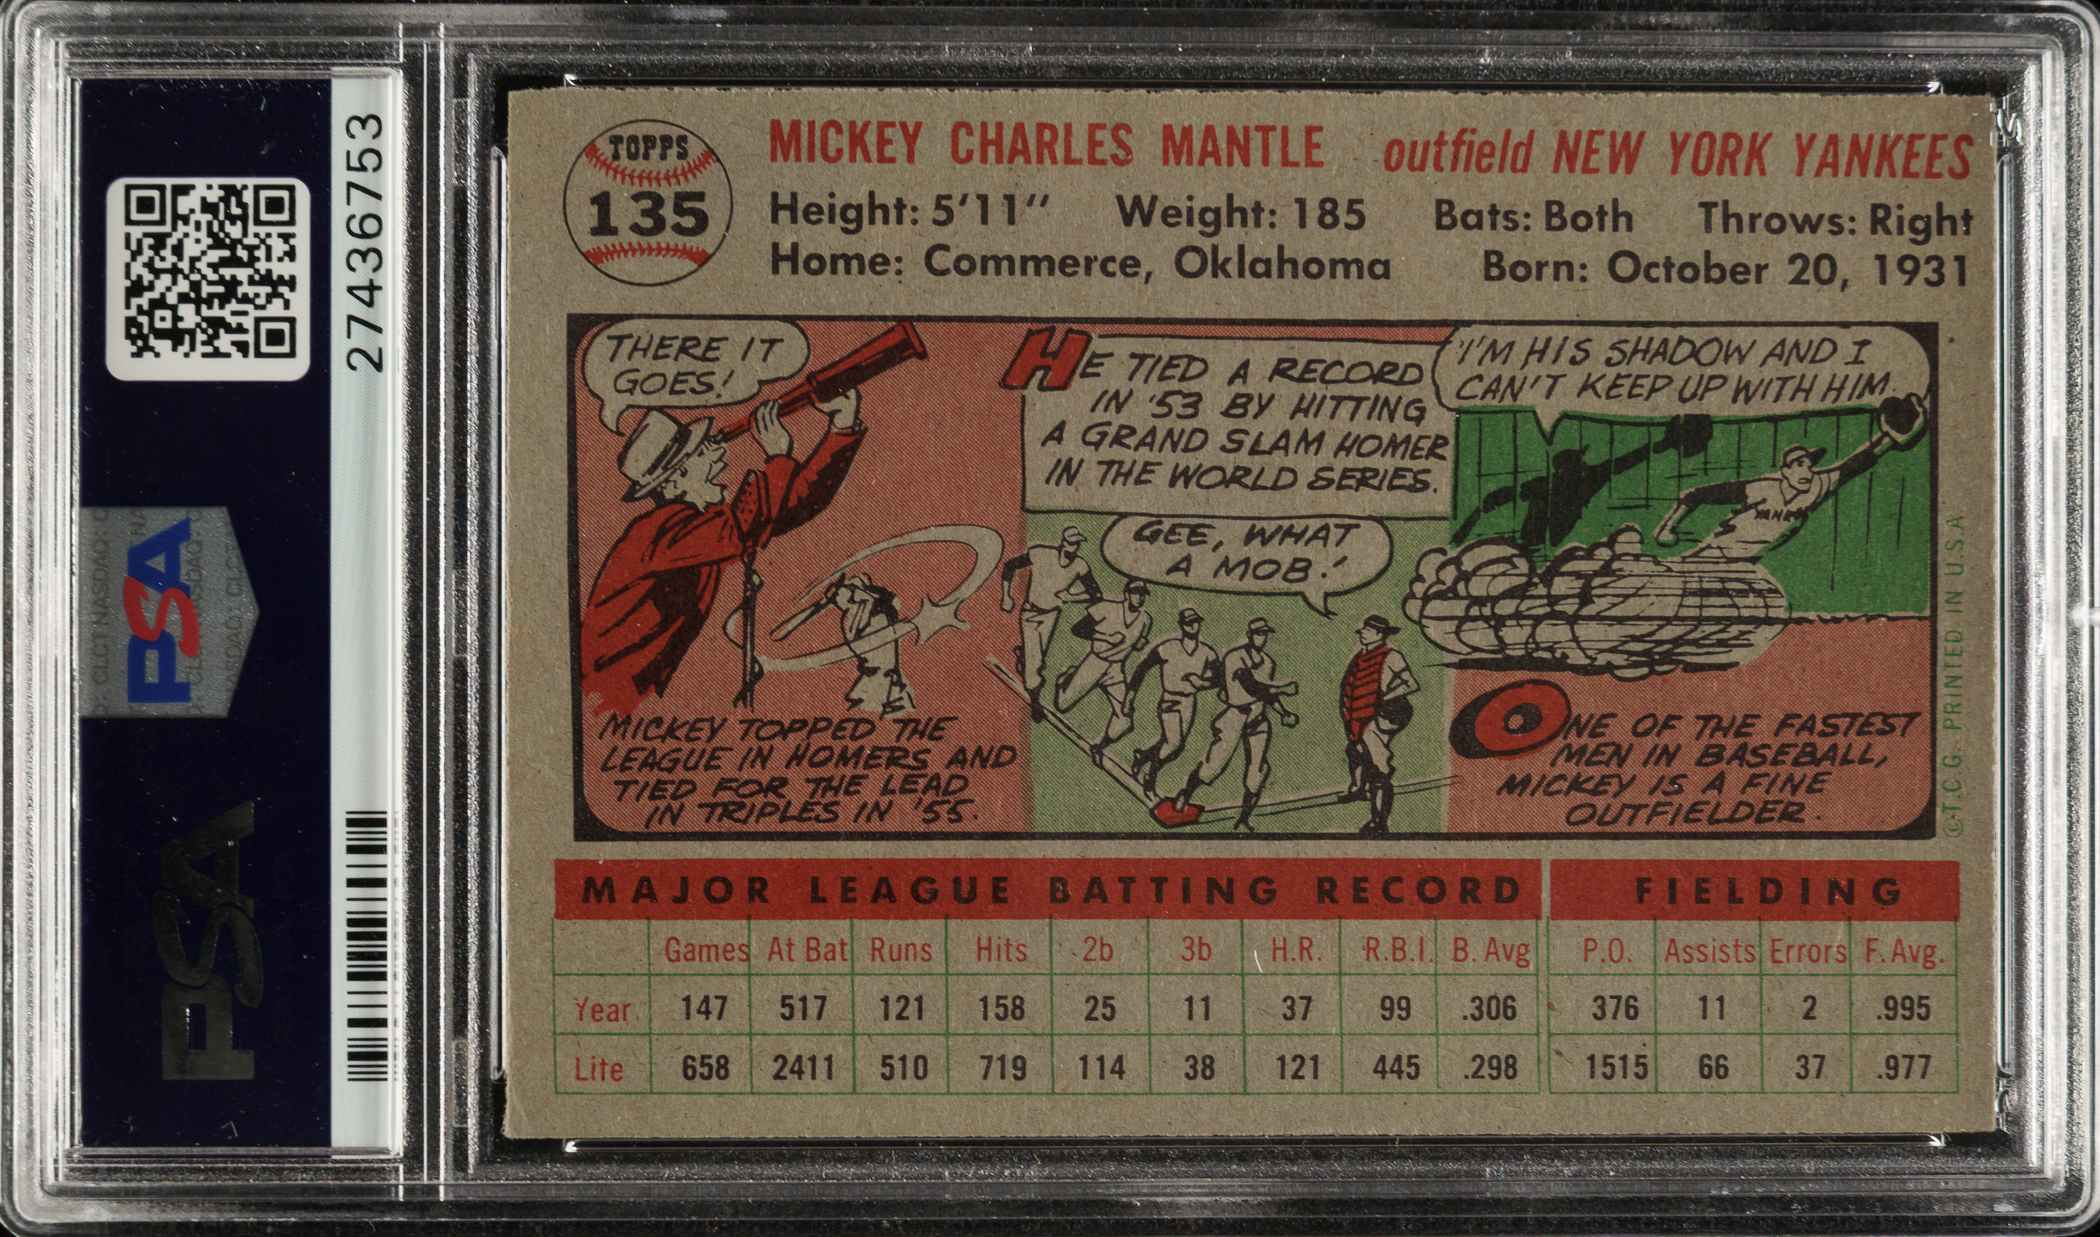 27436753
PSA
PSA
TOPPS
135
MICKEY CHARLES MANTLE outfield NEW YORK YANKEES
Height: 5'11" Weight: 185 Bats: Both Throws: Right
Home: Commerce, Oklahoma Born: October 20, 1931
THERE IT
GOES!
MICKEY TOPPED THE
LEAGUE IN HOMERS AND
TIED FOR THE LEAD
IN TRIPLES IN '55.
HE TIED A RECORD
IN '53 BY HITTING
A GRAND SLAM HOMER
IN THE WORLD SERIES.
GEE, WHAT
A MOB!
I'M HIS SHADOW AND I
CAN'T KEEP UP WITH HIM.
ONE OF THE FASTEST
MEN IN BASEBALL,
MICKEY IS A FINE
OUTFIELDER.
©T.C.G. PRINTED IN U.S.A
MAJOR LEAGUE BATTING RECORD FIELDING
Games At Bat Runs Hits 2b 3b H.R. R.B.I. B. Avg P.O. Assists Errors F. Avg.
Year 147 517 121 158 25 11 37 99 .306 376 11 2 .995
Life 658 2411 510 719 114 38 121 445 .298 1515 66 37 .977